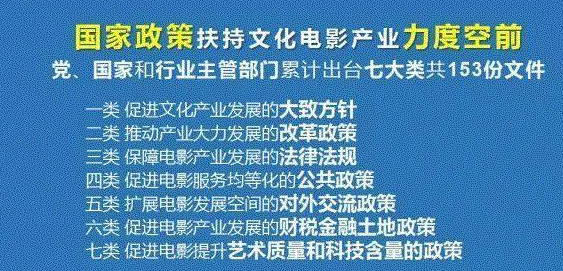 国家政策扶持文化电影产业力度空前
党、国家和行业主管部门累计出台七大类共153份文件
一类 促进文化产业发展的大致方针
二类 推动产业大力发展的改革政策
三类 保障电影产业发展的法律法规
四类 促进电影服务均等化的公共政策
五类 扩展电影发展空间的对外交流政策
六类 促进电影产业发展的财税金融土地政策
七类 促进电影提升艺术质量和科技含量的政策